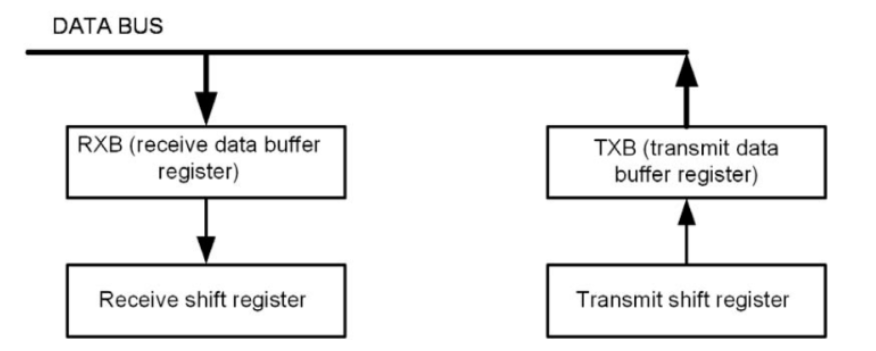 DATA BUS
RXB (receive data buffer
register)
TXB (transmit data
buffer register)
Receive shift register
Transmit shift register